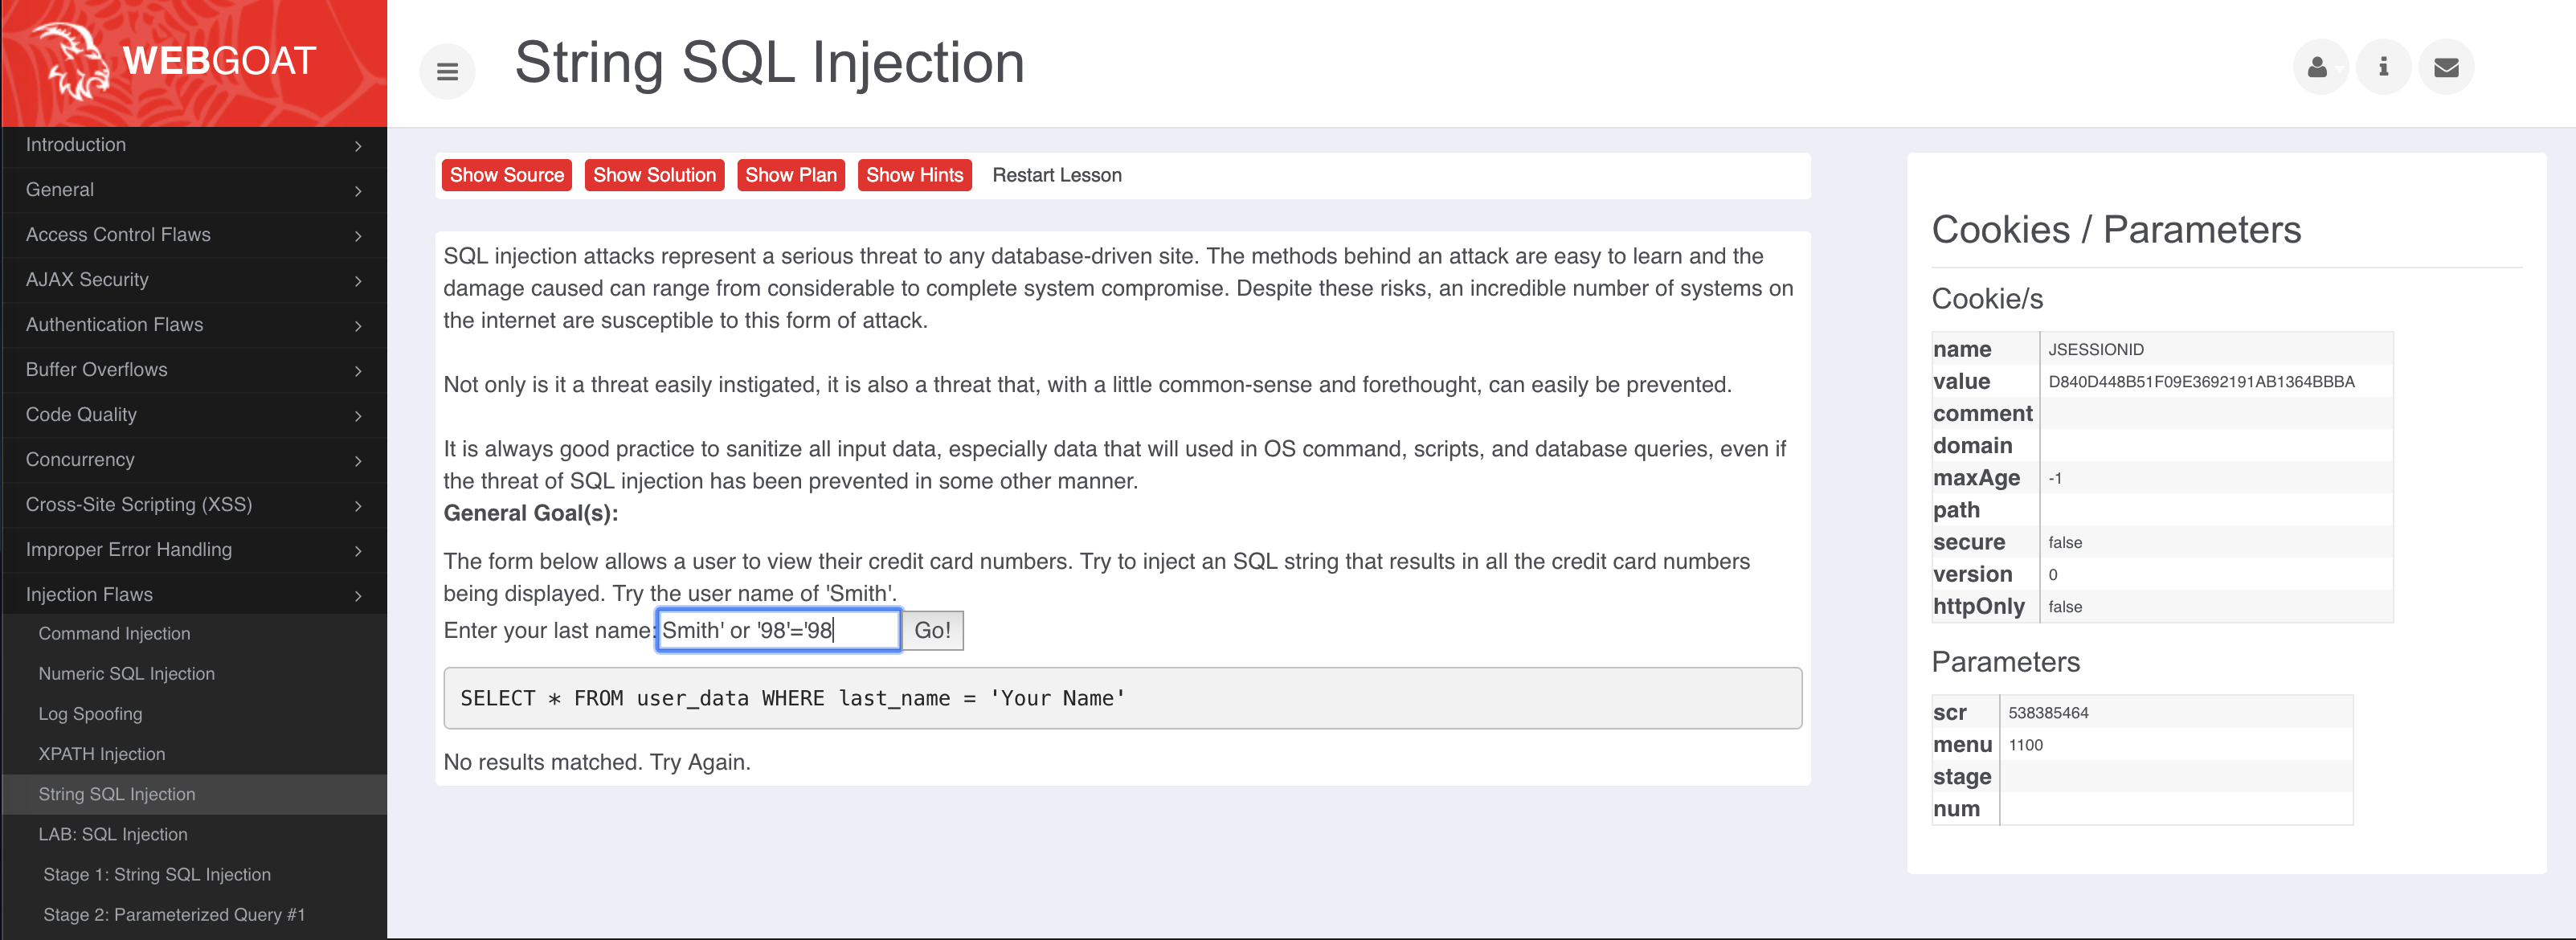 WEBGOAT
String SQL Injection
Introduction
General
Access Control Flaws
AJAX Security
Authentication Flaws
Buffer Overflows
Code Quality
Concurrency
Cross-Site Scripting (XSS)
Improper Error Handling
Injection Flaws
Command Injection
Numeric SQL Injection
Log Spoofing
XPATH Injection
String SQL Injection
LAB: SQL Injection
Stage 1: String SQL Injection
Stage 2: Parameterized Query #1
Show Source Show Solution Show Plan Show Hints Restart Lesson
SQL injection attacks represent a serious threat to any database-driven site. The methods behind an attack are easy to learn and the
damage caused can range from considerable to complete system compromise. Despite these risks, an incredible number of systems on
the internet are susceptible to this form of attack.
Not only is it a threat easily instigated, it is also a threat that, with a little common-sense and forethought, can easily be prevented.
It is always good practice to sanitize all input data, especially data that will used in OS command, scripts, and database queries, even if
the threat of SQL injection has been prevented in some other manner.
General Goal(s):
The form below allows a user to view their credit card numbers. Try to inject an SQL string that results in all the credit card numbers
being displayed. Try the user name of 'Smith'.
Enter your last name: Smith' or '98'='98 Go!
SELECT * FROM user_data WHERE last_name = 'Your Name'
No results matched. Try Again.
Cookies / Parameters
Cookie/s
name JSESSIONID
value D840D448B51F09E3692191AB1364BBBA
comment
domain
maxAge -1
path
secure false
version 0
httpOnly false
Parameters
scr 538385464
menu 1100
stage
num